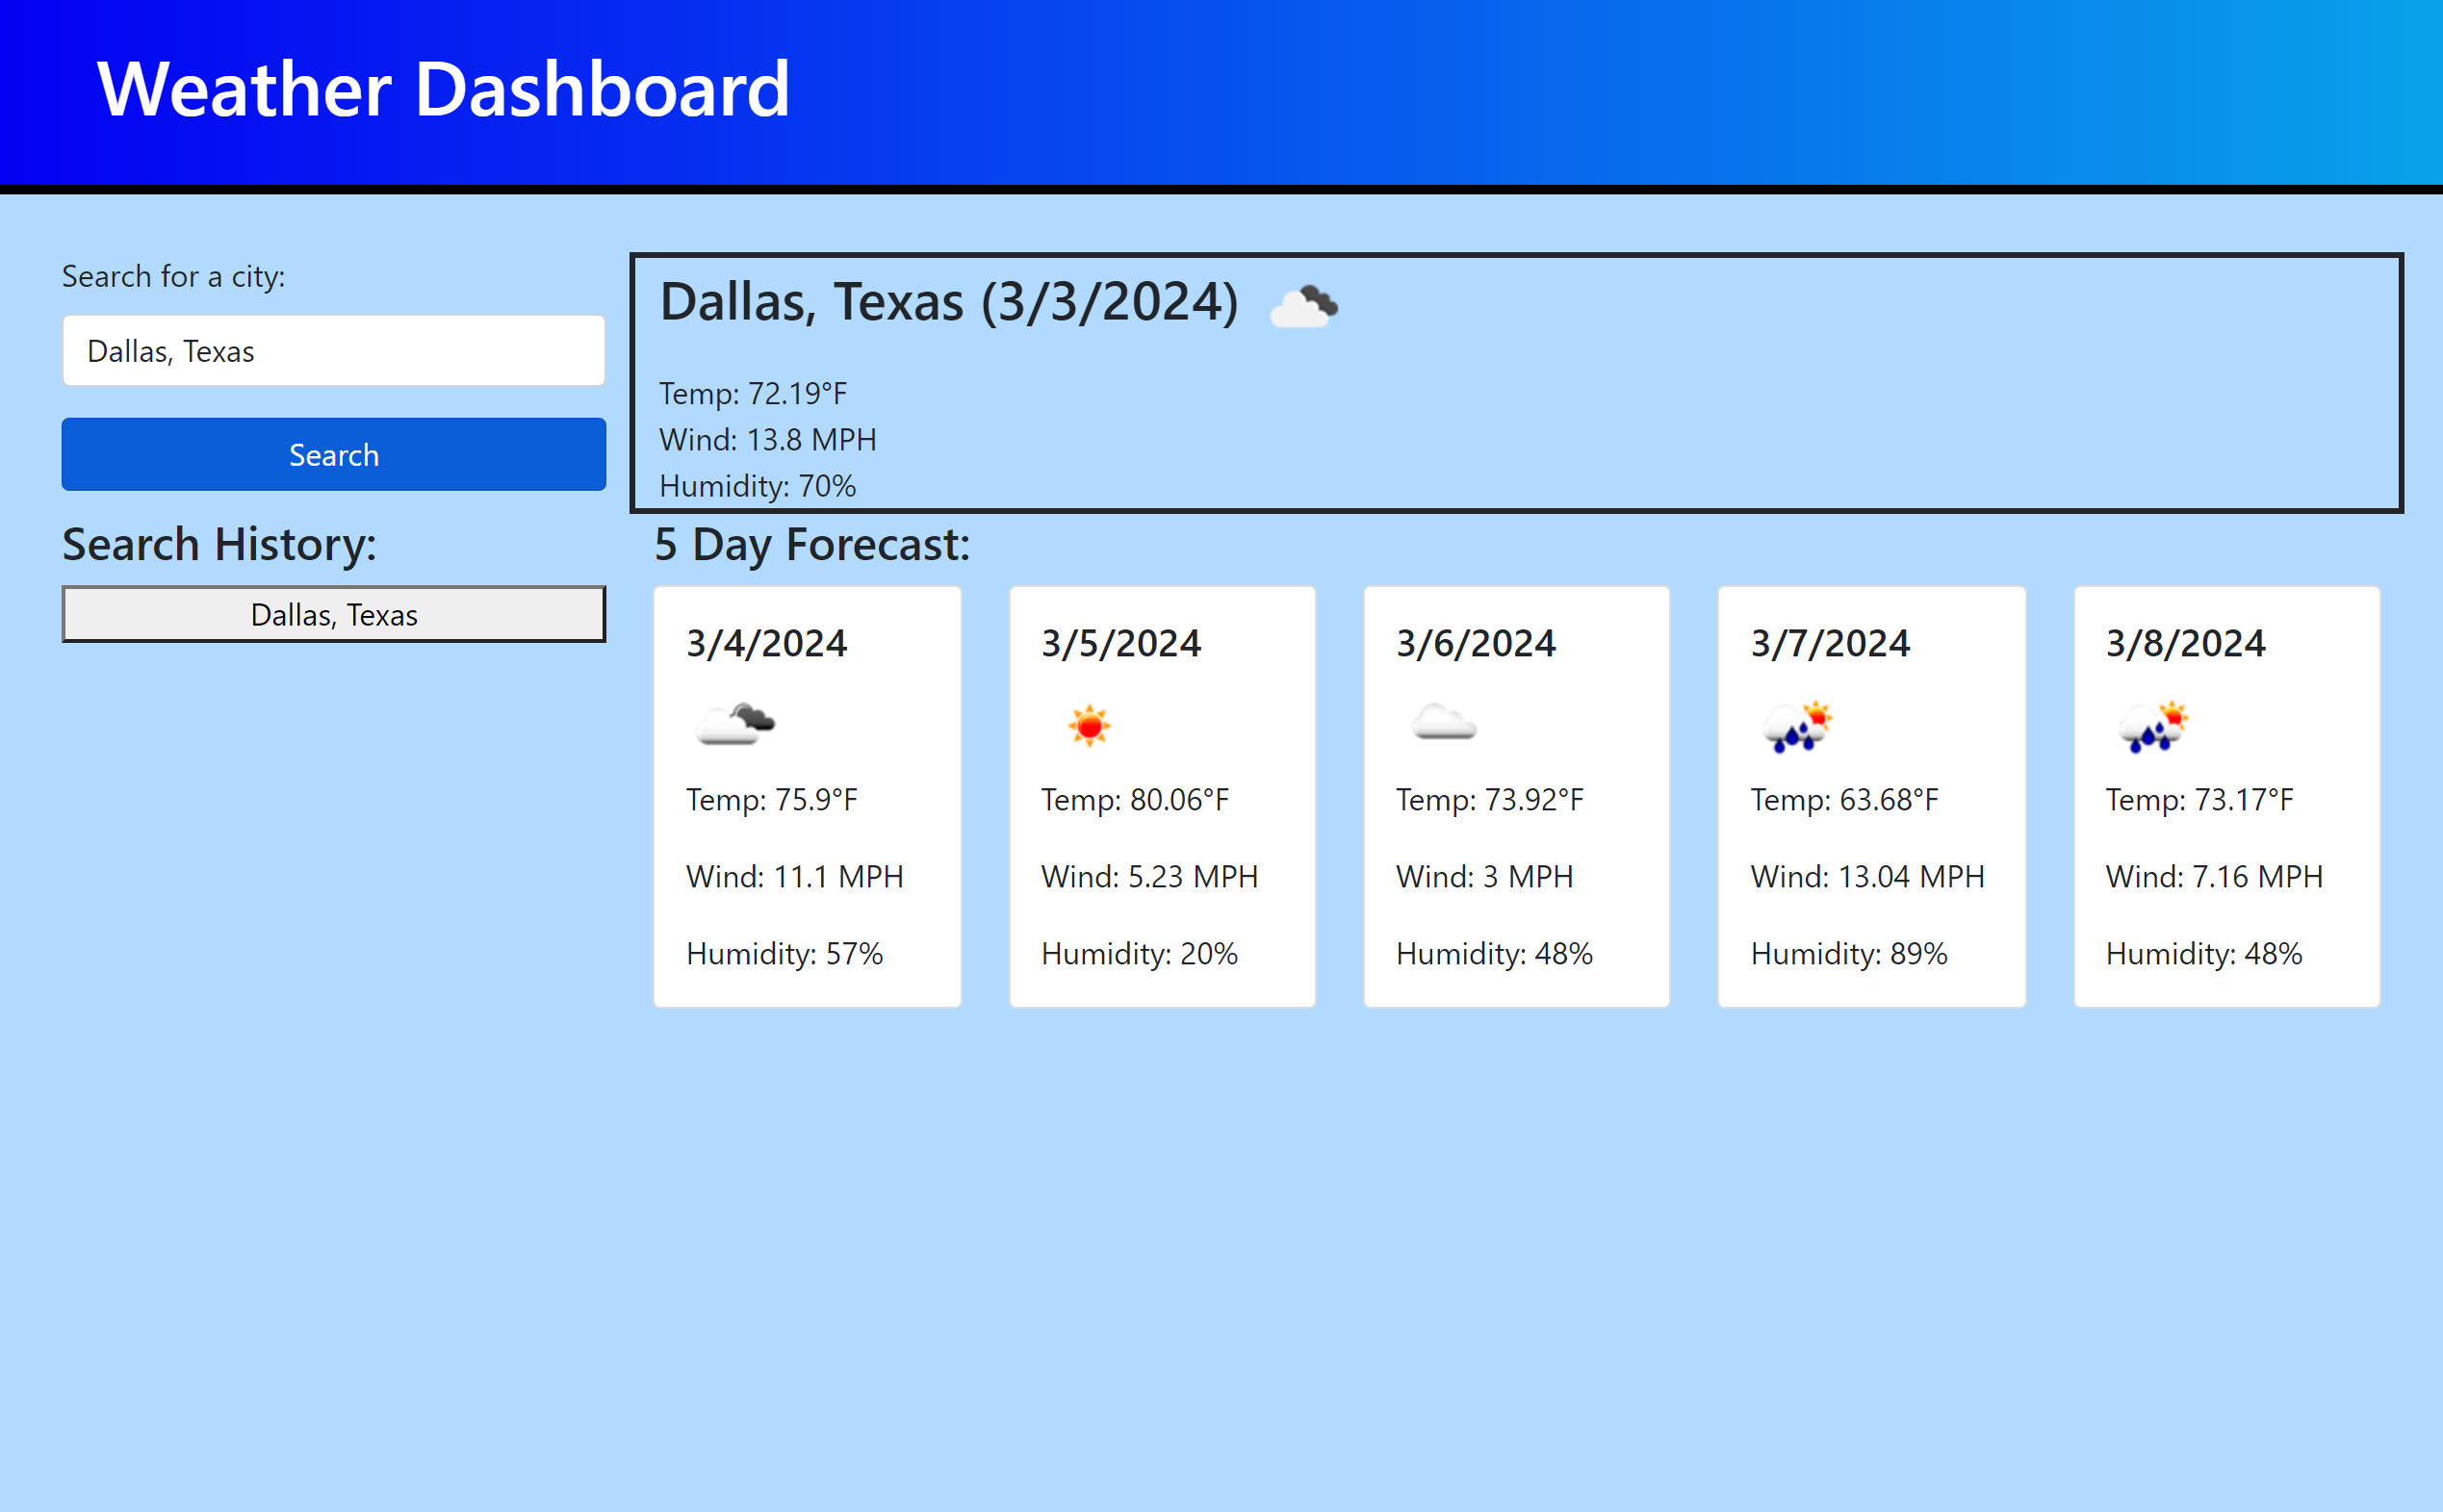 Weather Dashboard
Search for a city:
Dallas, Texas
Search
Search History:
Dallas, Texas
Dallas, Texas (3/3/2024)
Temp: 72.19°F
Wind: 13.8 MPH
Humidity: 70%
5 Day Forecast:
3/4/2024
Temp: 75.9°F
Wind: 11.1 MPH
Humidity: 57%
3/5/2024
Temp: 80.06°F
Wind: 5.23 MPH
Humidity: 20%
3/6/2024
Temp: 73.92°F
Wind: 3 MPH
Humidity: 48%
3/7/2024
Temp: 63.68°F
Wind: 13.04 MPH
Humidity: 89%
3/8/2024
Temp: 73.17°F
Wind: 7.16 MPH
Humidity: 48%